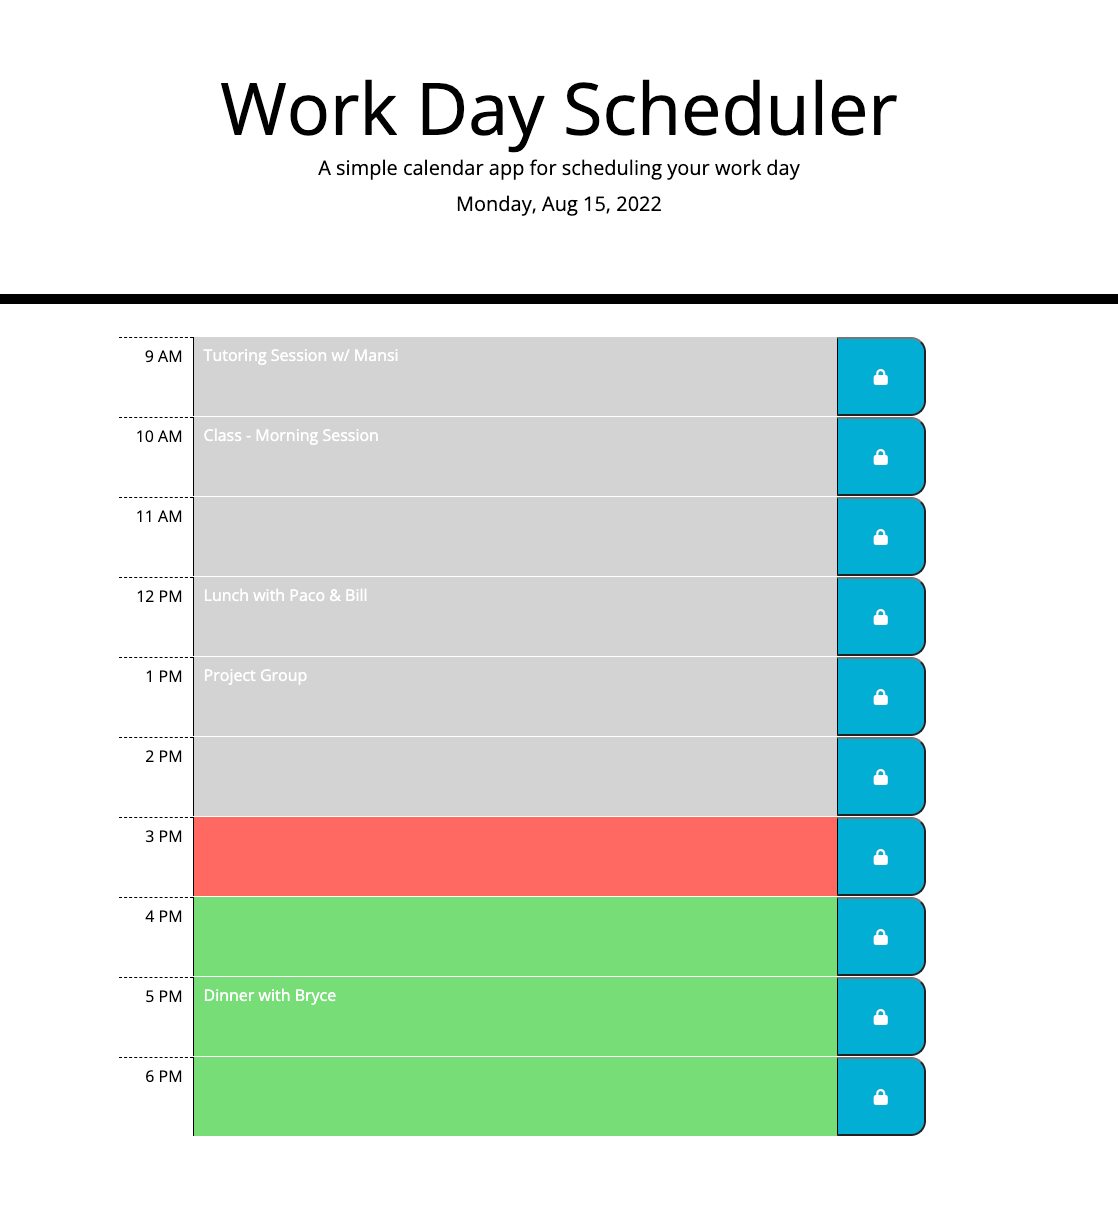 Work Day Scheduler
A simple calendar app for scheduling your work day
Monday, Aug 15, 2022
9 AM Tutoring Session w/ Mansi
10 AM Class - Morning Session
11 AM
12 PM Lunch with Paco & Bill
1 PM Project Group
2 PM
3 PM
4 PM
5 PM Dinner with Bryce
6 PM